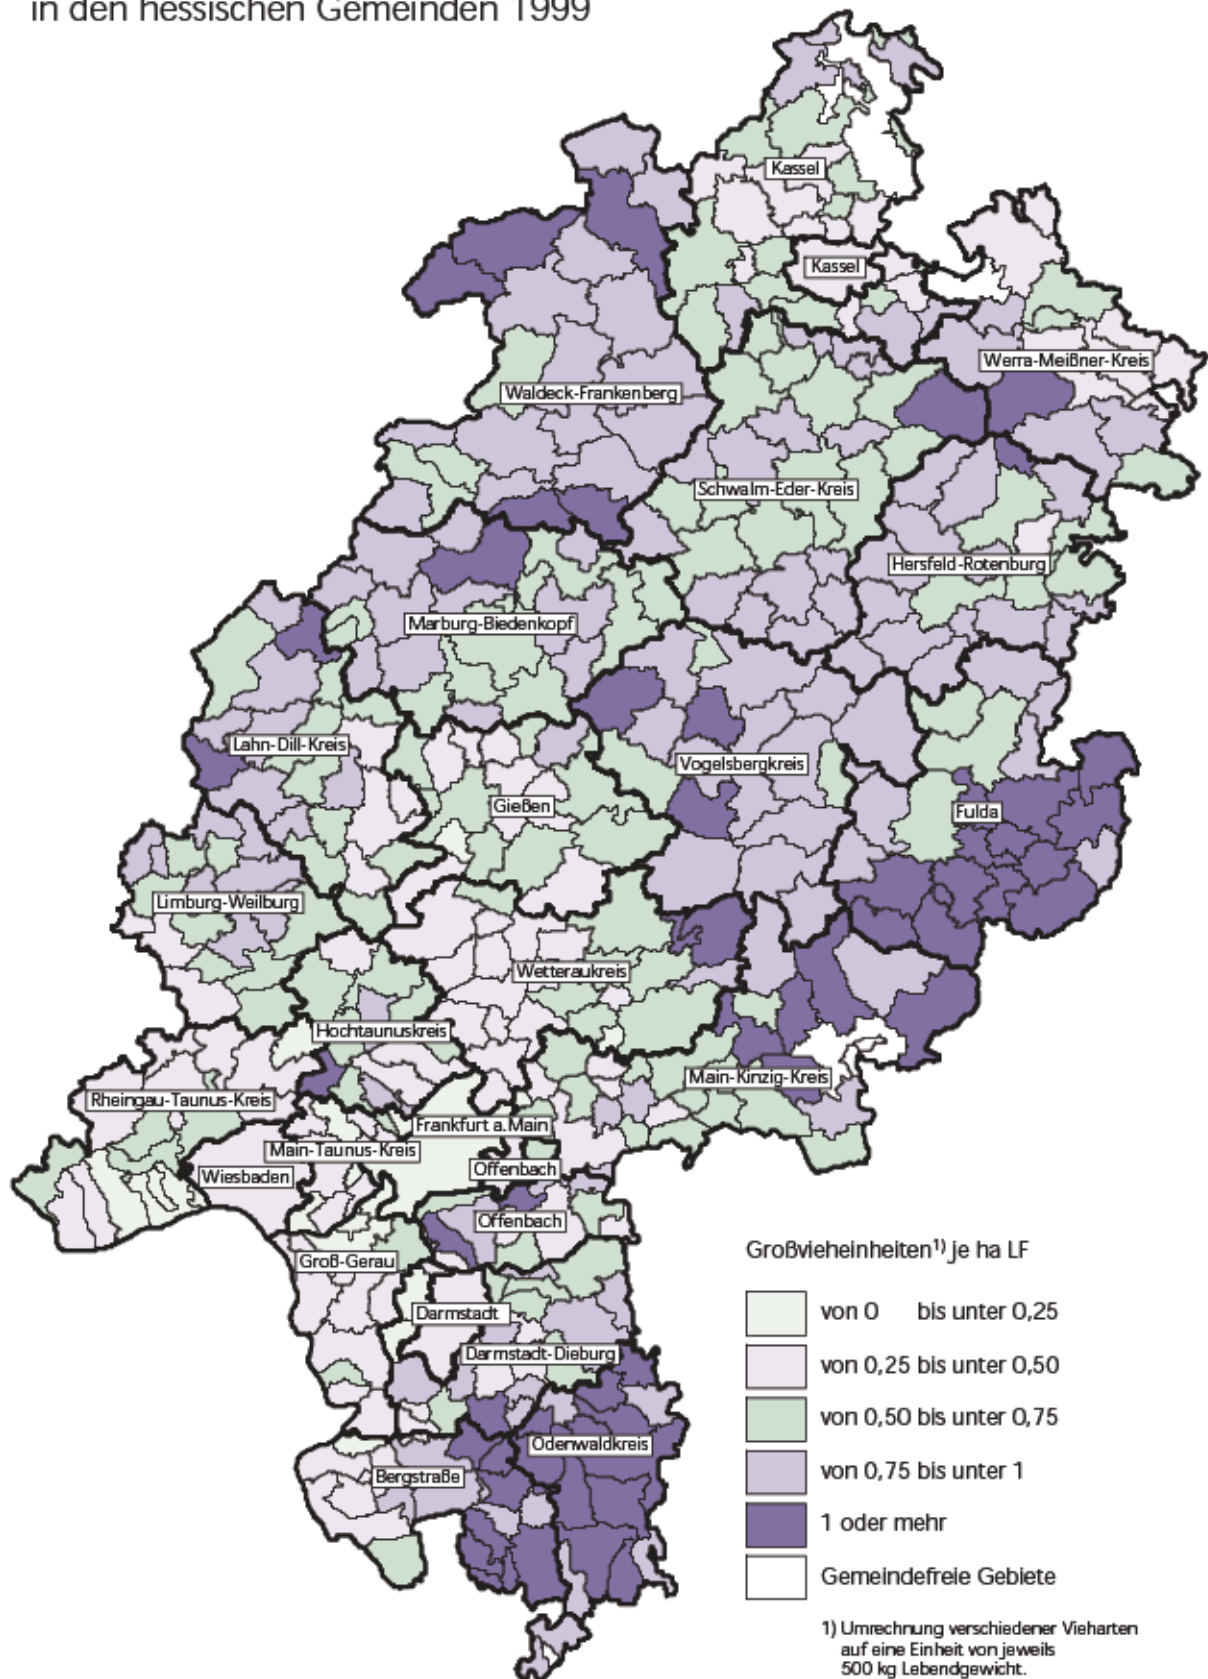 in den hessischen Gemeinden 1999
Kassel
Kassel
Werra-Meißner-Kreis
Waldeck-Frankenberg
Schwalm-Eder-Kreis
Hersfeld-Rotenburg
Marburg-Biedenkopf
Lahn-Dill-Kreis
Vogelsbergkreis
Gießen
Fulda
Limburg-Weilburg
Wetteraukreis
Hochtaunuskreis
Main-Kinzig-Kreis
Rheingau-Taunus-Kreis
Frankfurt a.Main
Main-Taunus-Kreis
Offenbach
Wiesbaden
Offenbach
Groß-Gerau
Darmstadt
Darmstadt-Dieburg
Odenwaldkreis
Bergstraße
Großvieheinheiten1) je ha LF
von 0 bis unter 0,25
von 0,25 bis unter 0,50
von 0,50 bis unter 0,75
von 0,75 bis unter 1
1 oder mehr
Gemeindefreie Gebiete
1) Umrechnung verschiedener Vieharten
auf eine Einheit von jeweils
500 kg Lebendgewicht.